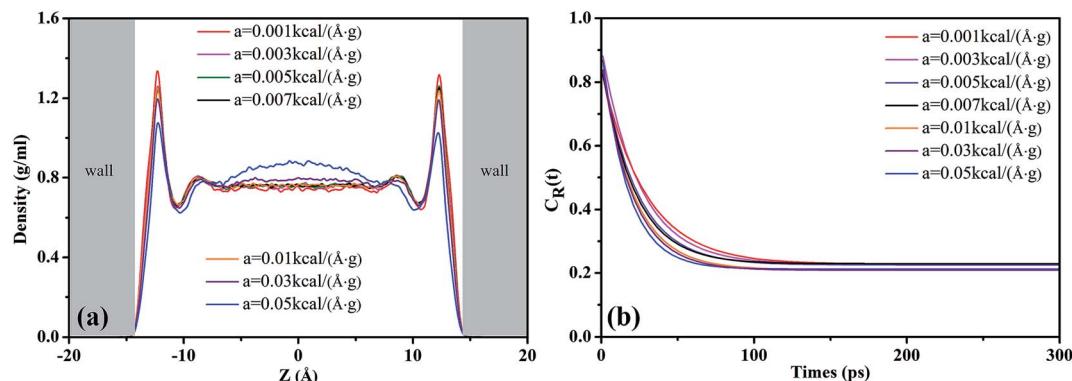 1.6
1.2
0.8
0.4
0.0
Density (g/ml)
a=0.001kcal/(Å·g)
a=0.003kcal/(Å·g)
a=0.005kcal/(Å·g)
a=0.007kcal/(Å·g)
wall
wall
a=0.01kcal/(Å·g)
a=0.03kcal/(Å·g)
a=0.05kcal/(Å·g)
(a)
-20
-10
0
10
20
Z (Å)
1.0
0.8
0.6
0.4
0.2
0.0
C_R(t)
a=0.001kcal/(Å·g)
a=0.003kcal/(Å·g)
a=0.005kcal/(Å·g)
a=0.007kcal/(Å·g)
a=0.01kcal/(Å·g)
a=0.03kcal/(Å·g)
a=0.05kcal/(Å·g)
(b)
0
100
200
300
Times (ps)